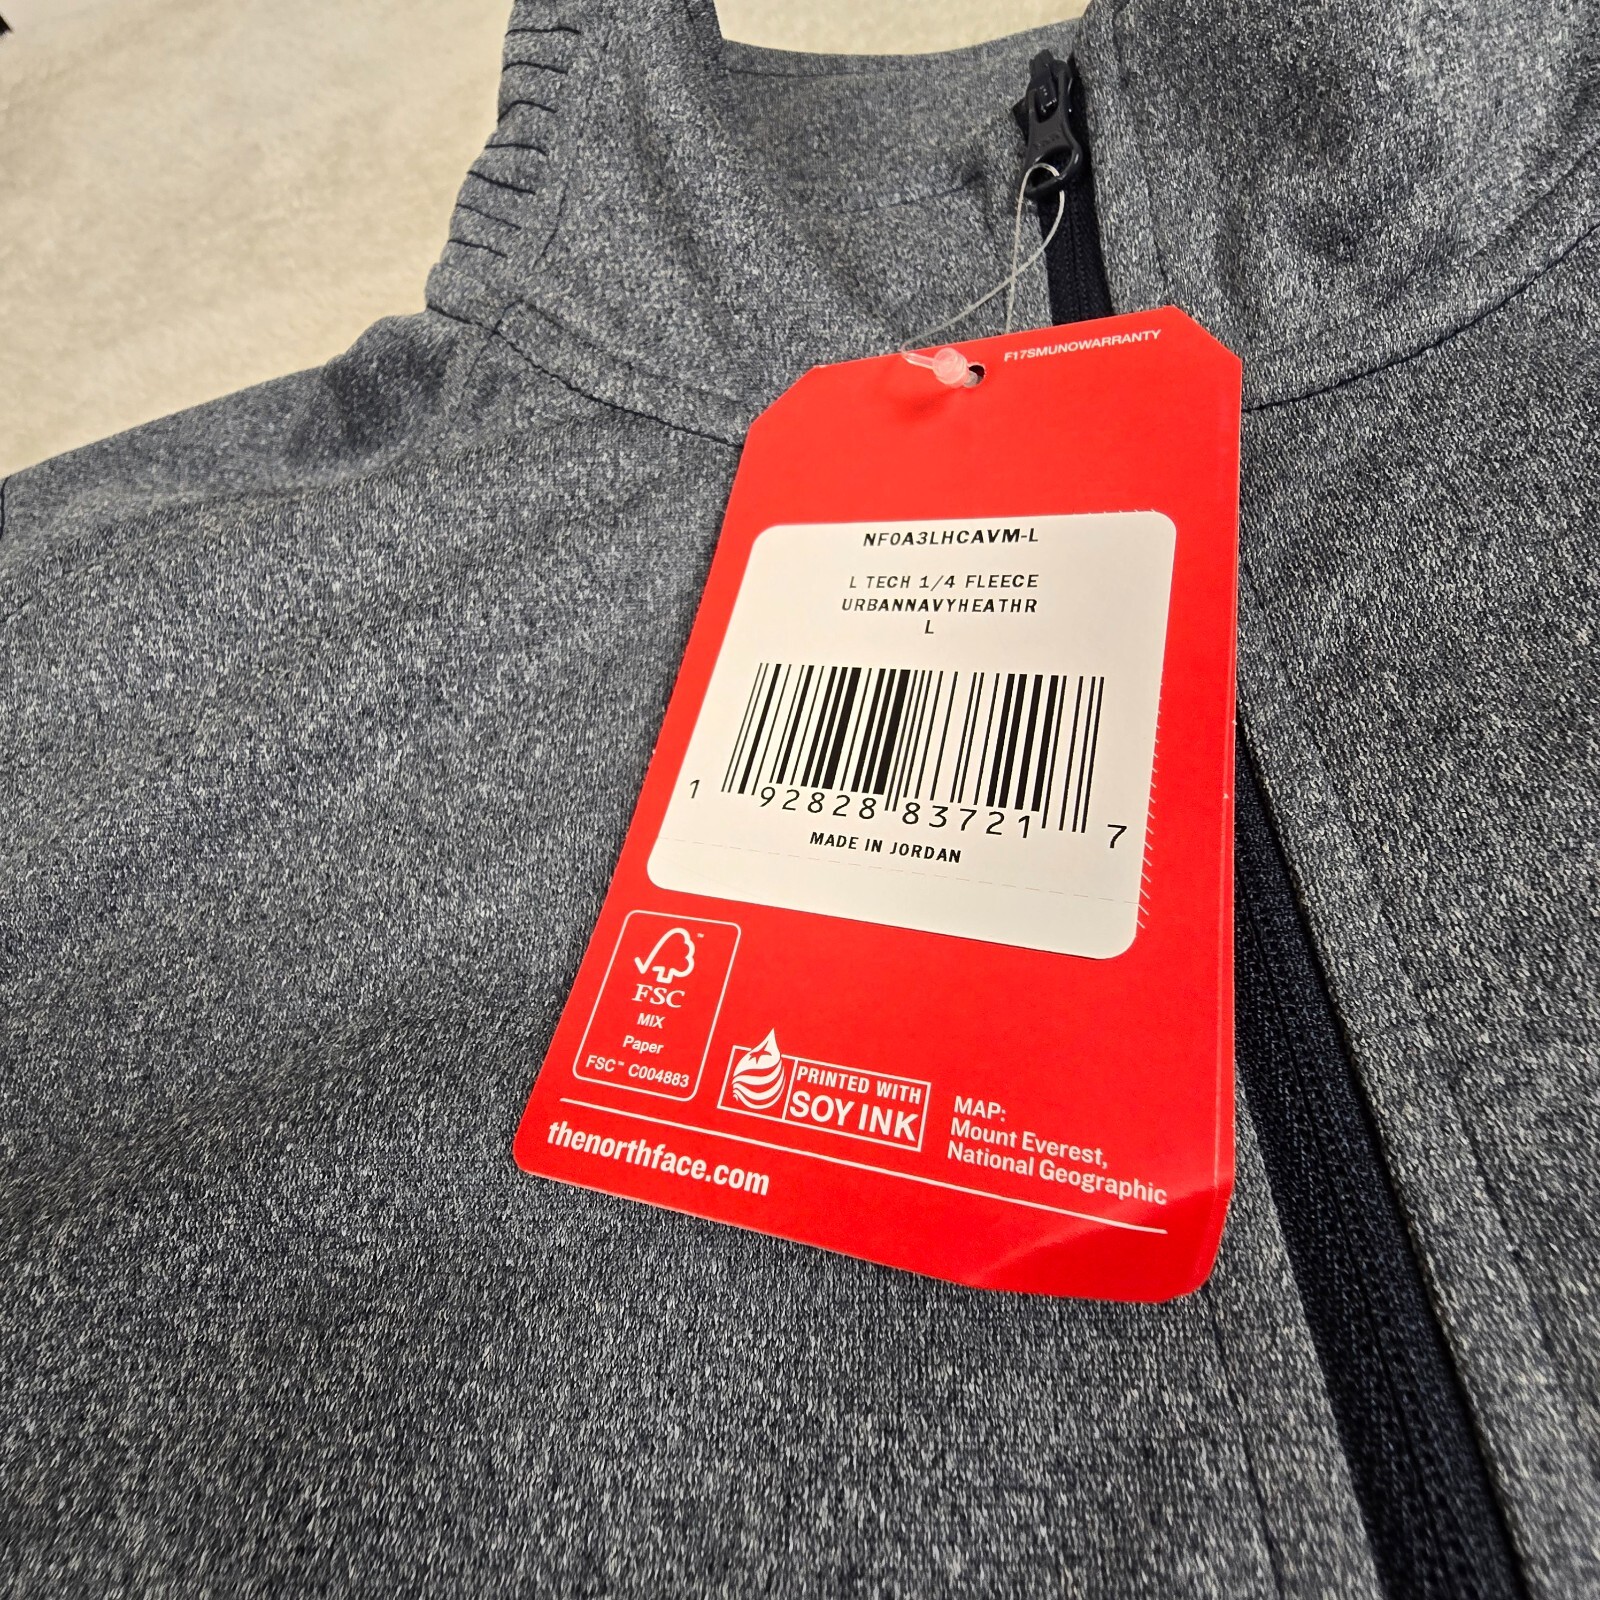 F17SMUNOWARRANTY
NF0A3LHCAVM-L
L TECH 1/4 FLEECE
URBANNAVYHEATHR
L
1 92828 83721 7
MADE IN JORDAN
FSC
MIX
Paper
FSC™ C004883
PRINTED WITH
SOY INK
MAP:
Mount Everest,
National Geographic
thenorthface.com